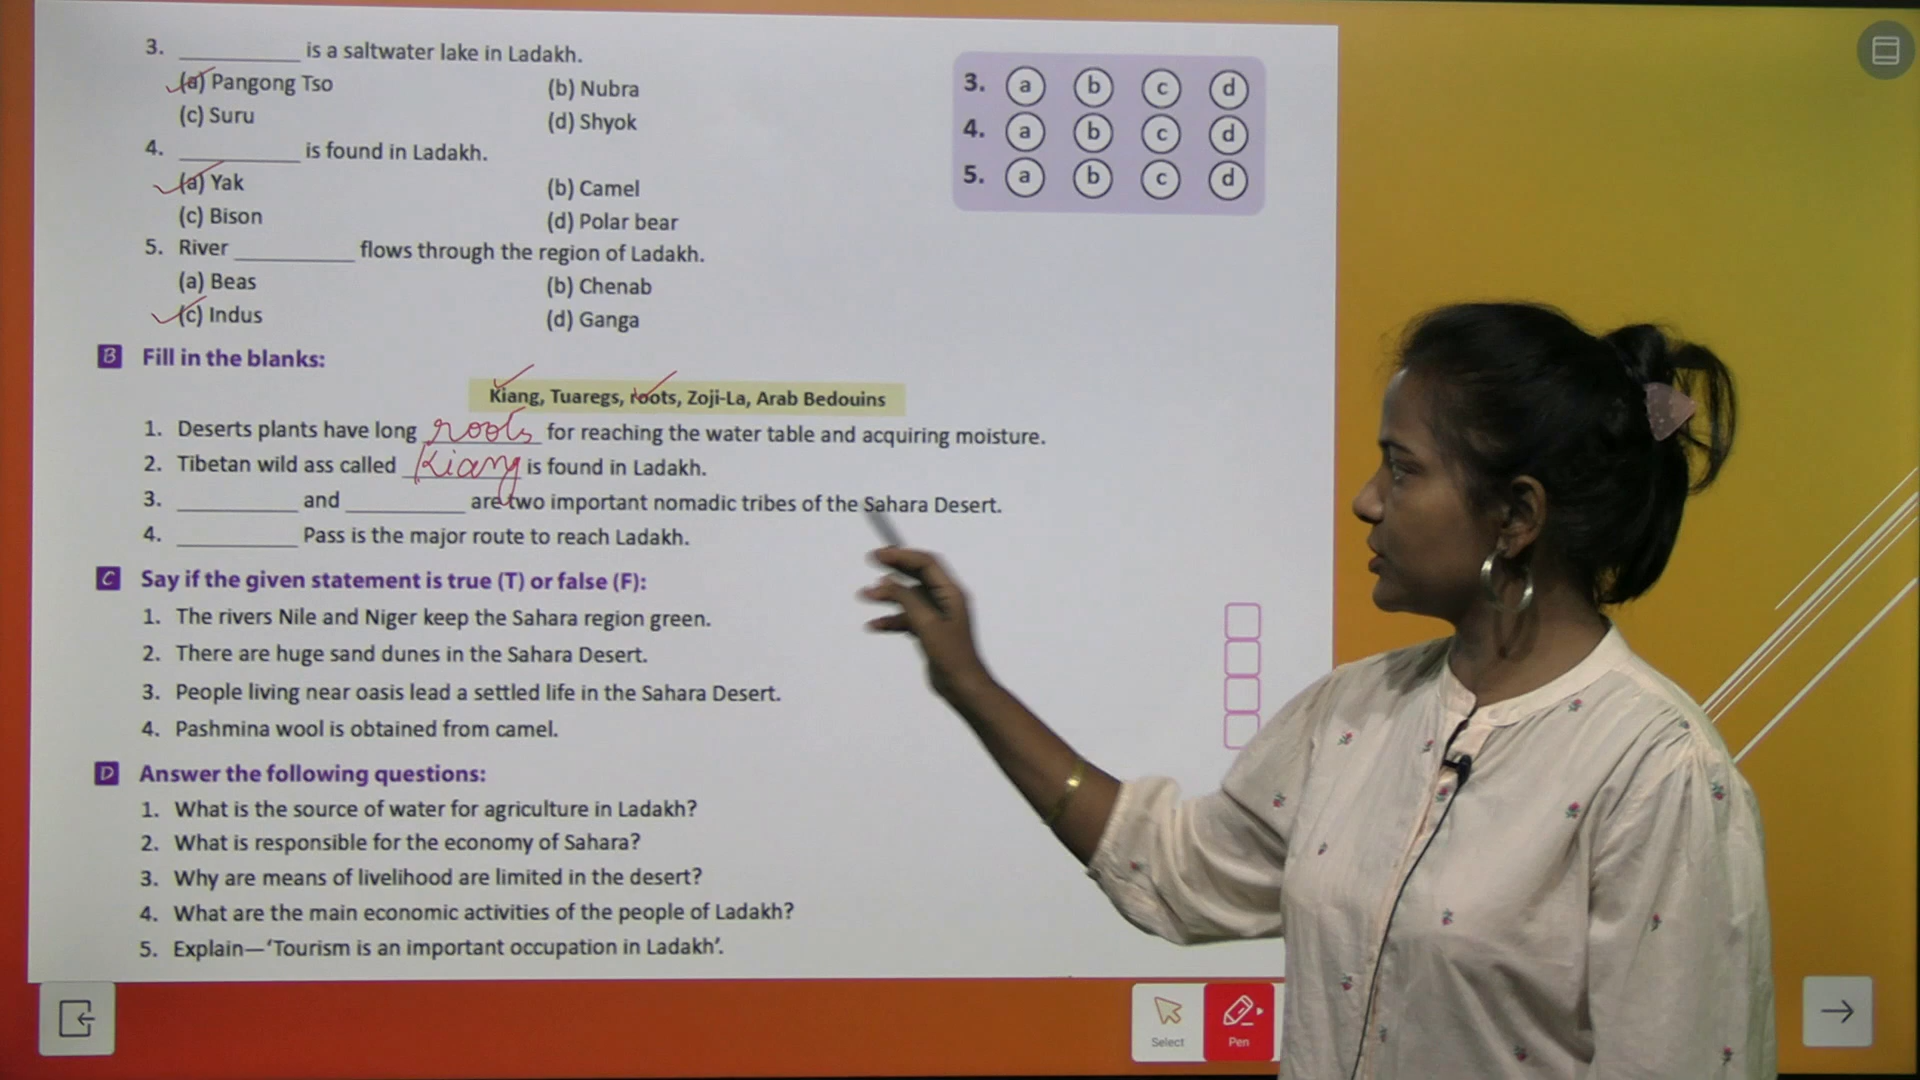 3. __________ is a saltwater lake in Ladakh.
(a) Pangong Tso (b) Nubra
(c) Suru (d) Shyok
4. __________ is found in Ladakh.
(a) Yak (b) Camel
(c) Bison (d) Polar bear
5. River __________ flows through the region of Ladakh.
(a) Beas (b) Chenab
(c) Indus (d) Ganga
3. a b c d
4. a b c d
5. a b c d
B Fill in the blanks:
Kiang, Tuaregs, roots, Zoji-La, Arab Bedouins
1. Deserts plants have long roots for reaching the water table and acquiring moisture.
2. Tibetan wild ass called Kiang is found in Ladakh.
3. __________ and __________ are two important nomadic tribes of the Sahara Desert.
4. __________ Pass is the major route to reach Ladakh.
C Say if the given statement is true (T) or false (F):
1. The rivers Nile and Niger keep the Sahara region green.
2. There are huge sand dunes in the Sahara Desert.
3. People living near oasis lead a settled life in the Sahara Desert.
4. Pashmina wool is obtained from camel.
D Answer the following questions:
1. What is the source of water for agriculture in Ladakh?
2. What is responsible for the economy of Sahara?
3. Why are means of livelihood are limited in the desert?
4. What are the main economic activities of the people of Ladakh?
5. Explain—‘Tourism is an important occupation in Ladakh’.
Select Pen